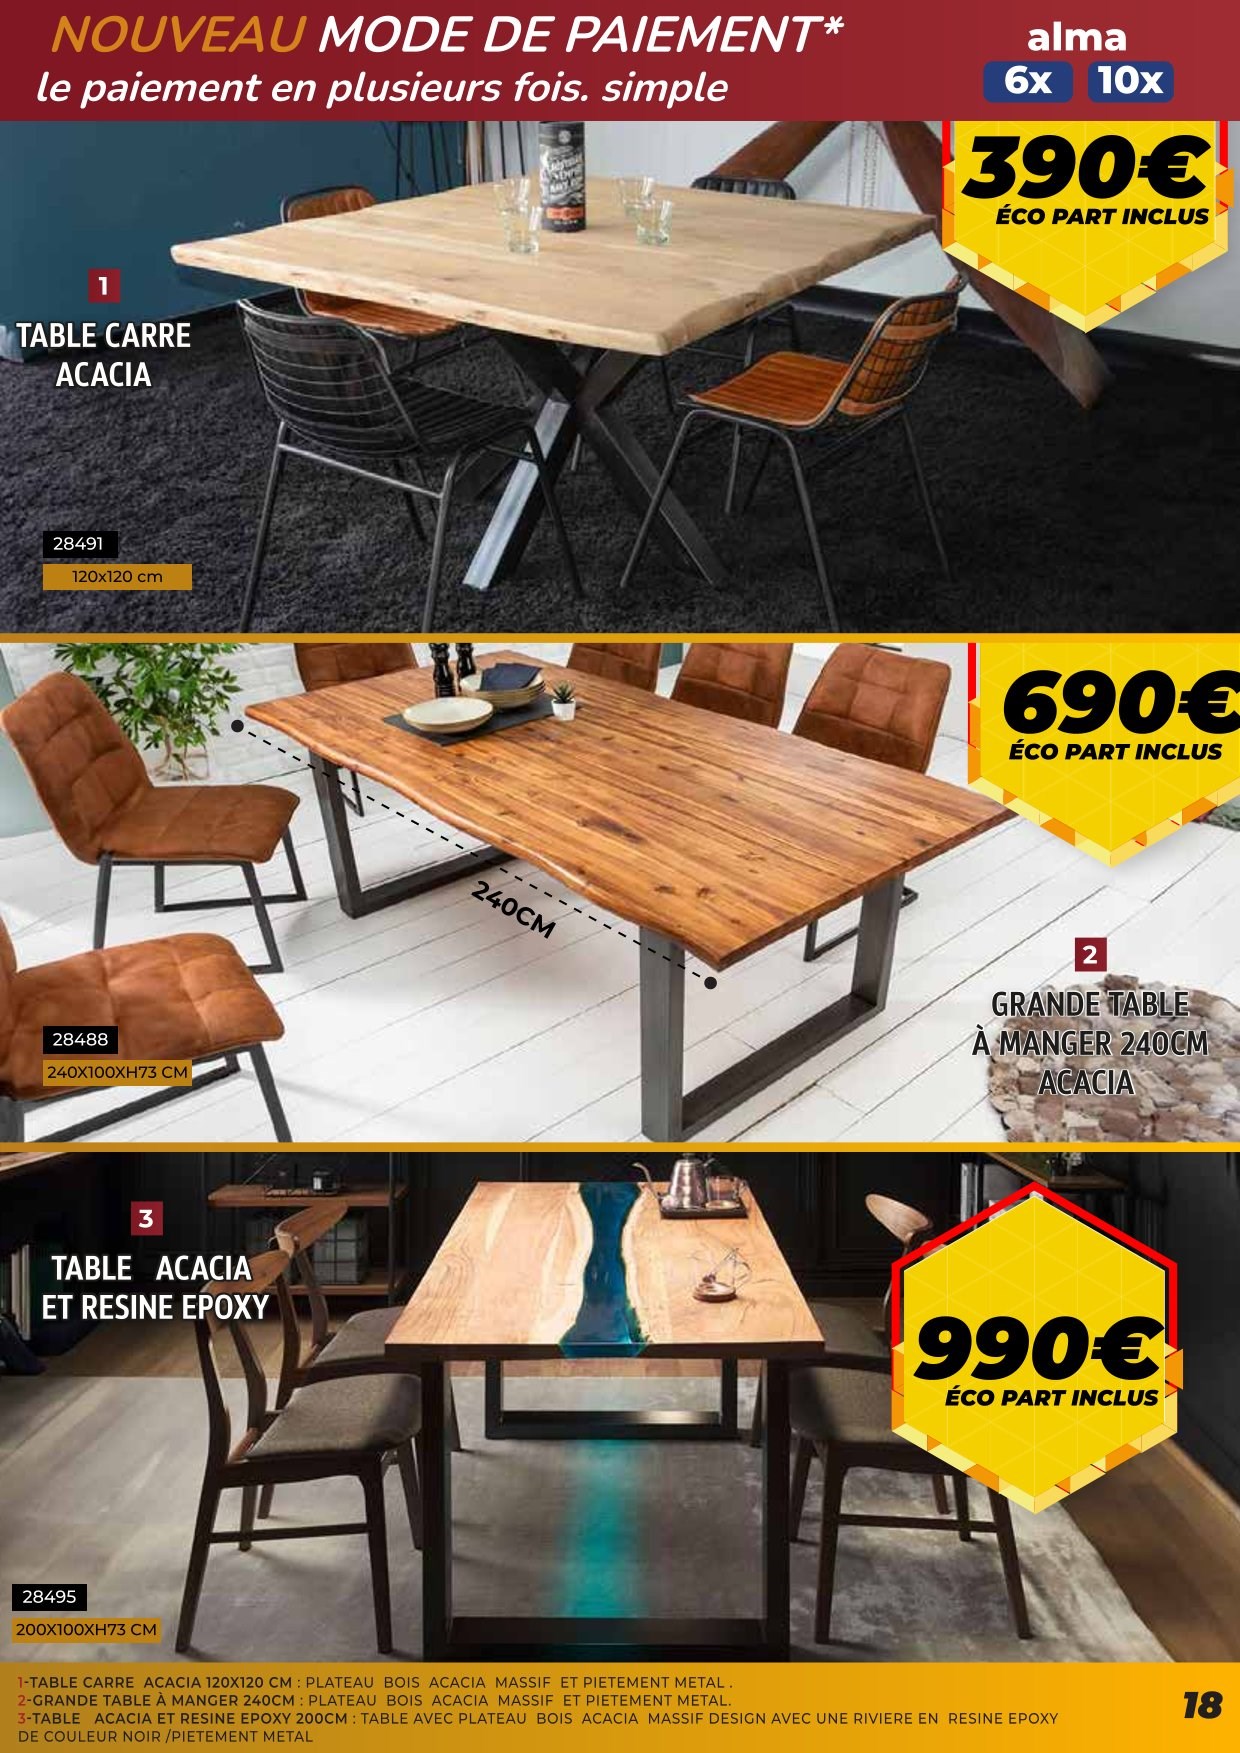 NOUVEAU MODE DE PAIEMENT*
le paiement en plusieurs fois. simple
alma
6x 10x
390€
ÉCO PART INCLUS
1
TABLE CARRE
ACACIA
28491
120x120 cm
690€
ÉCO PART INCLUS
240CM
2
GRANDE TABLE
À MANGER 240CM
ACACIA
28488
240X100XH73 CM
3
TABLE ACACIA
ET RESINE EPOXY
990€
ÉCO PART INCLUS
28495
200X100XH73 CM
1-TABLE CARRE ACACIA 120X120 CM : PLATEAU BOIS ACACIA MASSIF ET PIETEMENT METAL .
2-GRANDE TABLE À MANGER 240CM : PLATEAU BOIS ACACIA MASSIF ET PIETEMENT METAL.
3-TABLE ACACIA ET RESINE EPOXY 200CM : TABLE AVEC PLATEAU BOIS ACACIA MASSIF DESIGN AVEC UNE RIVIERE EN RESINE EPOXY
DE COULEUR NOIR /PIETEMENT METAL
18